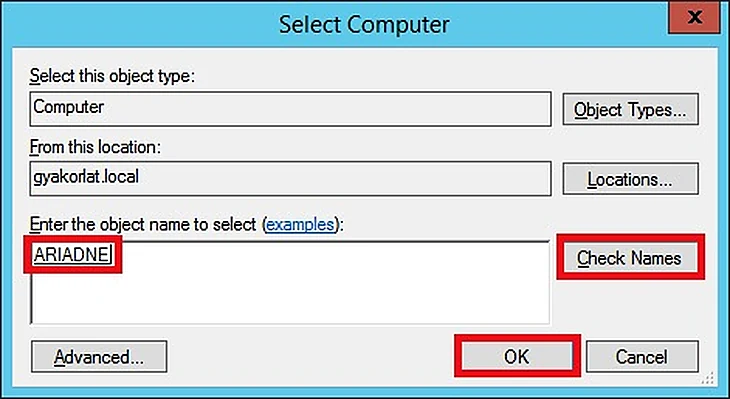 Select Computer
x
Select this object type:
Computer
Object Types...
From this location:
gyakorlat.local
Locations...
Enter the object name to select (examples):
ARIADNE
Check Names
Advanced...
OK
Cancel